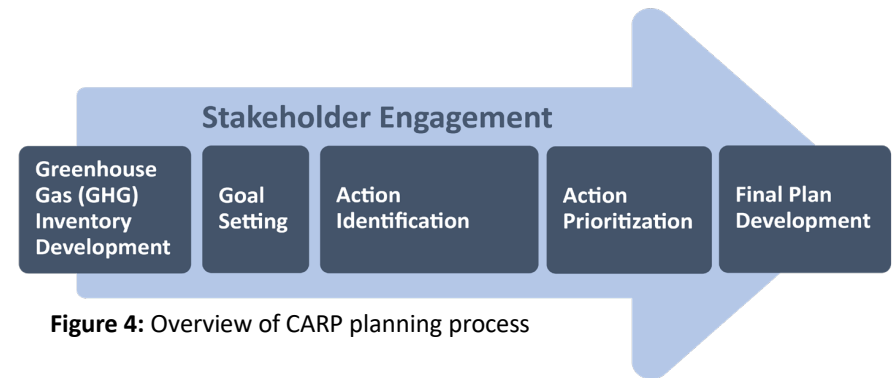 Stakeholder Engagement
Greenhouse
Gas (GHG)
Inventory
Development
Goal
Setting
Action
Identification
Action
Prioritization
Final Plan
Development
Figure 4: Overview of CARP planning process